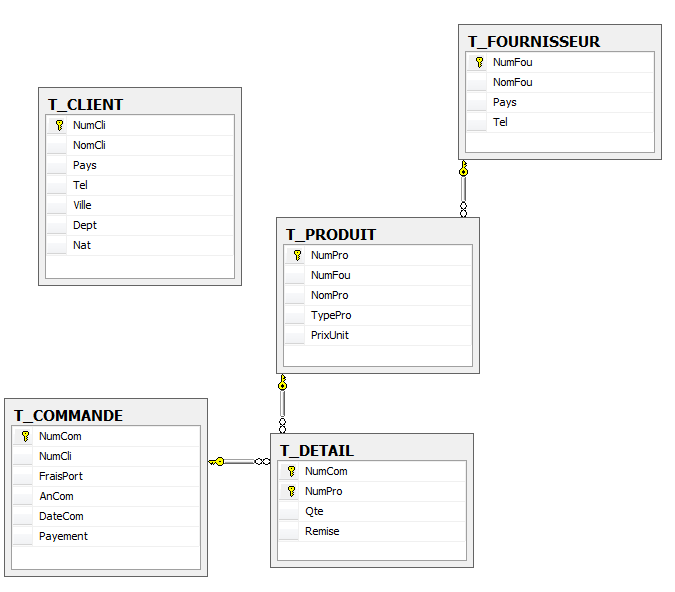 T_FOURNISSEUR
NumFou
NomFou
Pays
Tel
T_CLIENT
NumCli
NomCli
Pays
Tel
Ville
Dept
Nat
T_PRODUIT
NumPro
NumFou
NomPro
TypePro
PrixUnit
T_COMMANDE
NumCom
NumCli
FraisPort
AnCom
DateCom
Payement
T_DETAIL
NumCom
NumPro
Qte
Remise